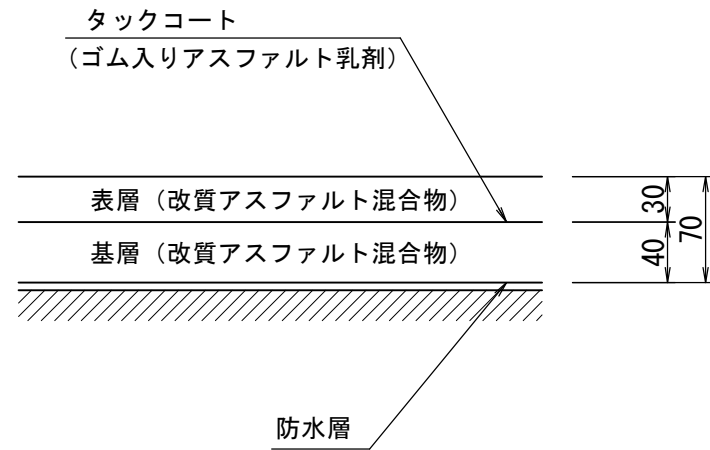 タックコート
（ゴム入りアスファルト乳剤）
表層（改質アスファルト混合物）
基層（改質アスファルト混合物）
30
40
70
防水層